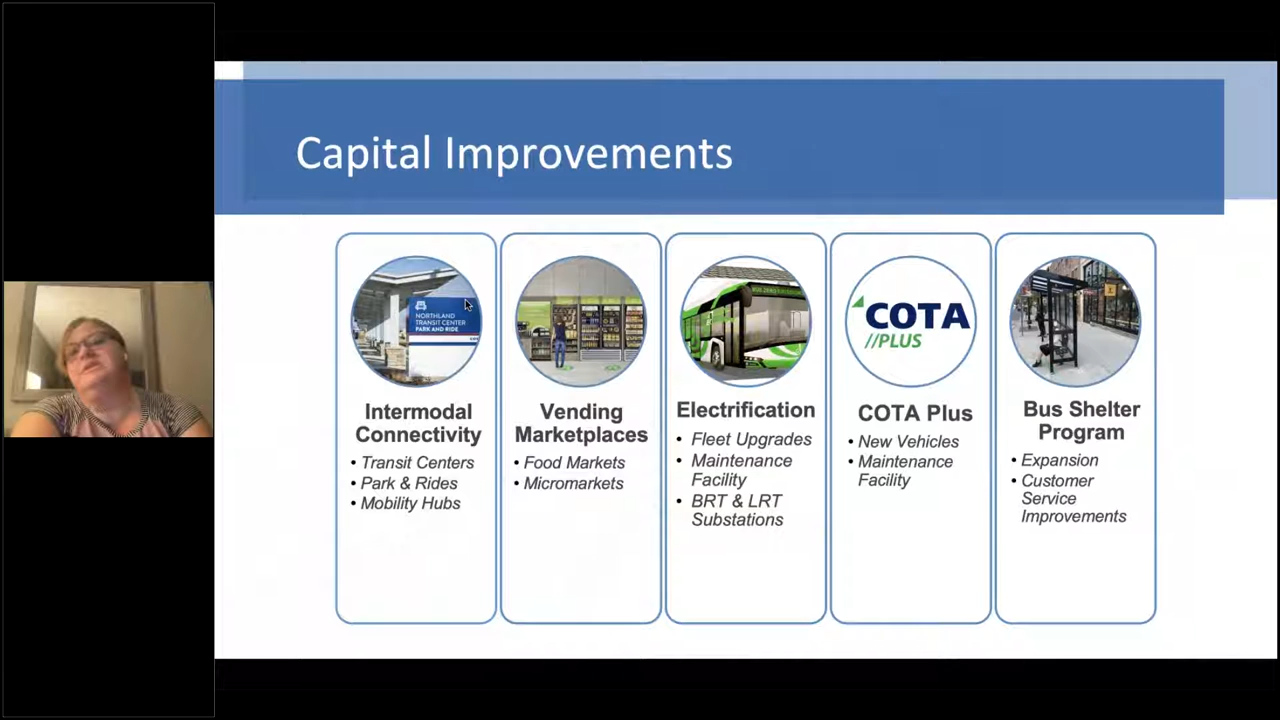 Capital Improvements
NORTHLAND
TRANSIT CENTER
PARK AND RIDE
COTA
//PLUS
Intermodal
Connectivity
• Transit Centers
• Park & Rides
• Mobility Hubs
Vending
Marketplaces
• Food Markets
• Micromarkets
Electrification
• Fleet Upgrades
• Maintenance
Facility
• BRT & LRT
Substations
COTA Plus
• New Vehicles
• Maintenance
Facility
Bus Shelter
Program
• Expansion
• Customer
Service
Improvements